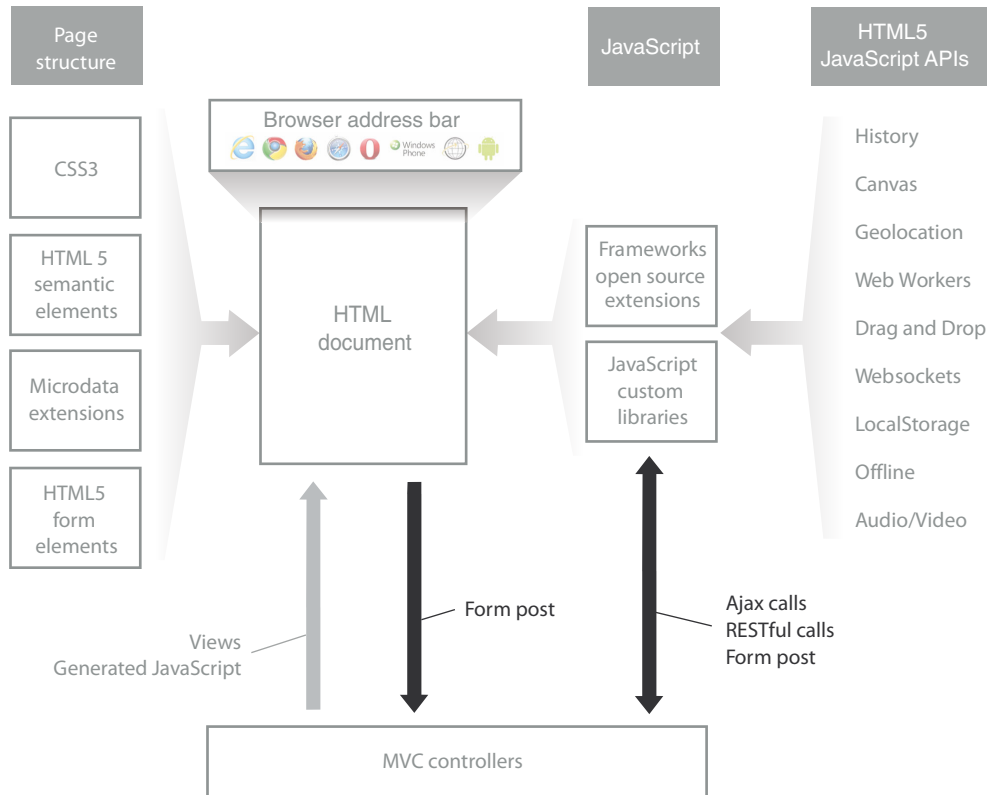 Page
structure
JavaScript
HTML5
JavaScript APIs
Browser address bar
Windows
Phone
CSS3
HTML 5
semantic
elements
Microdata
extensions
HTML5
form
elements
HTML
document
Frameworks
open source
extensions
JavaScript
custom
libraries
History
Canvas
Geolocation
Web Workers
Drag and Drop
Websockets
LocalStorage
Offline
Audio/Video
Views
Generated JavaScript
Form post
Ajax calls
RESTful calls
Form post
MVC controllers